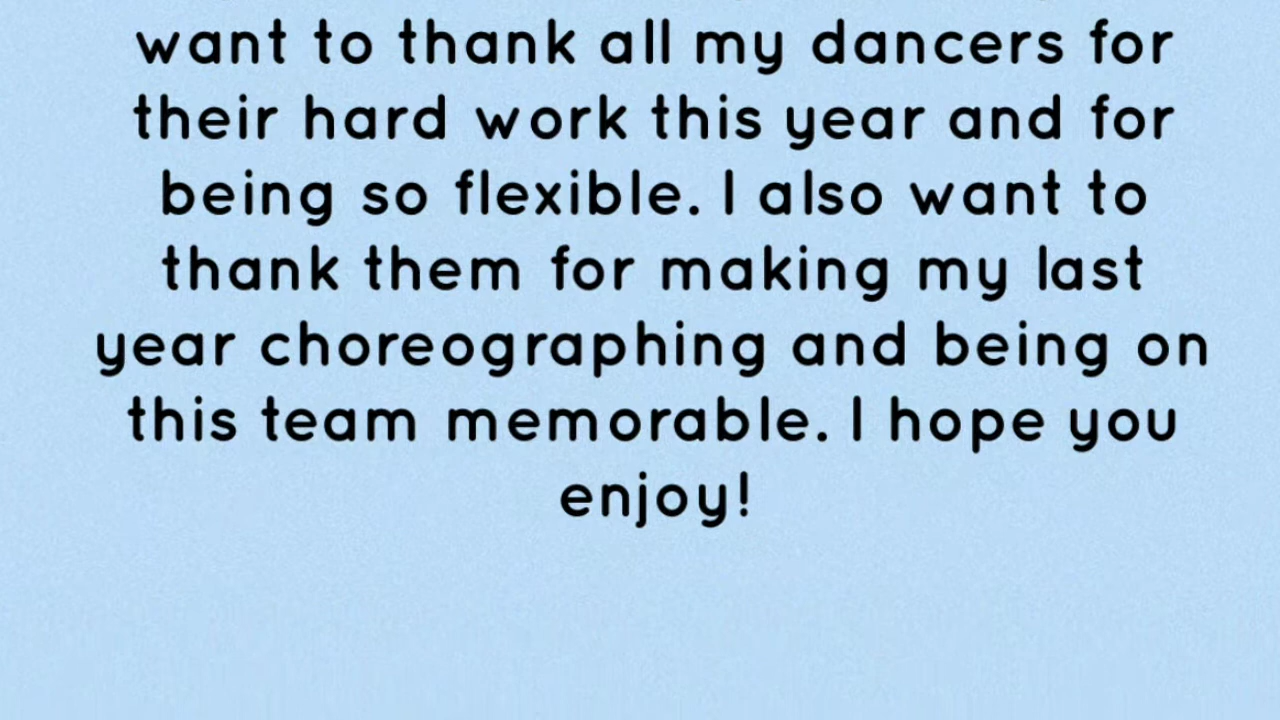 want to thank all my dancers for
their hard work this year and for
being so flexible. I also want to
thank them for making my last
year choreographing and being on
this team memorable. I hope you
enjoy!